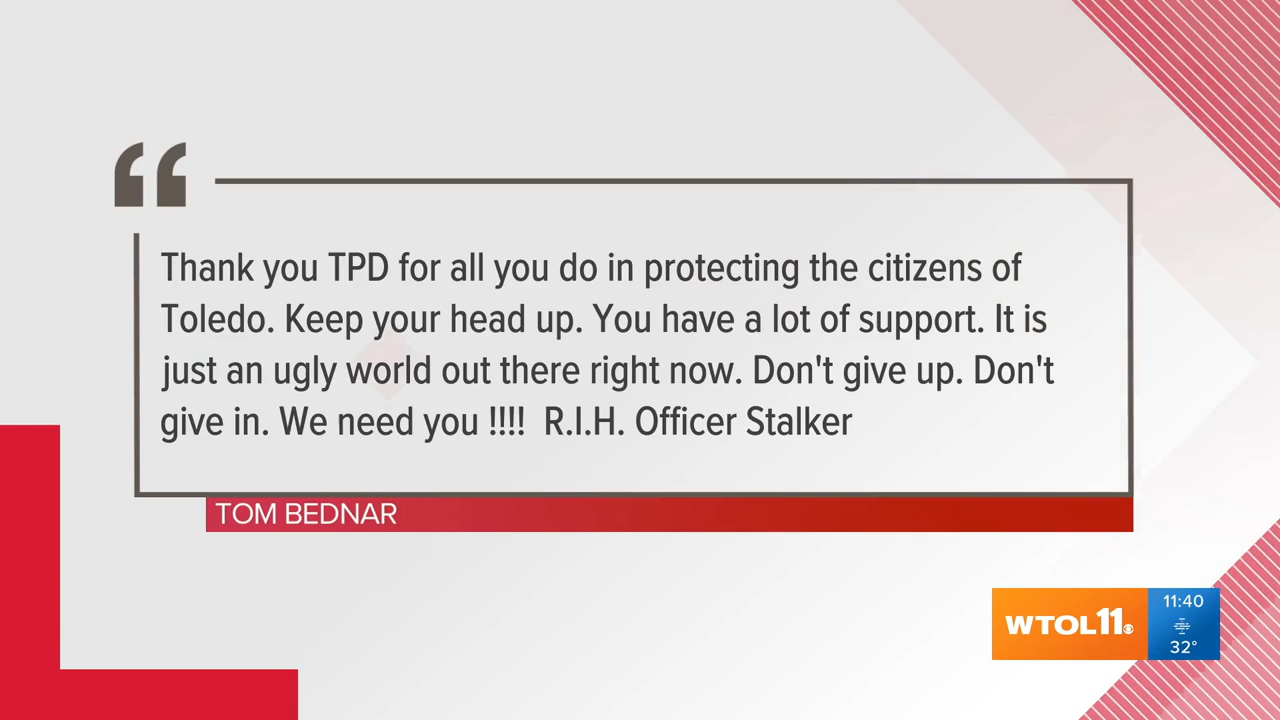 “
Thank you TPD for all you do in protecting the citizens of
Toledo. Keep your head up. You have a lot of support. It is
just an ugly world out there right now. Don't give up. Don't
give in. We need you !!!!  R.I.H. Officer Stalker
TOM BEDNAR
WTOL11
11:40
32°